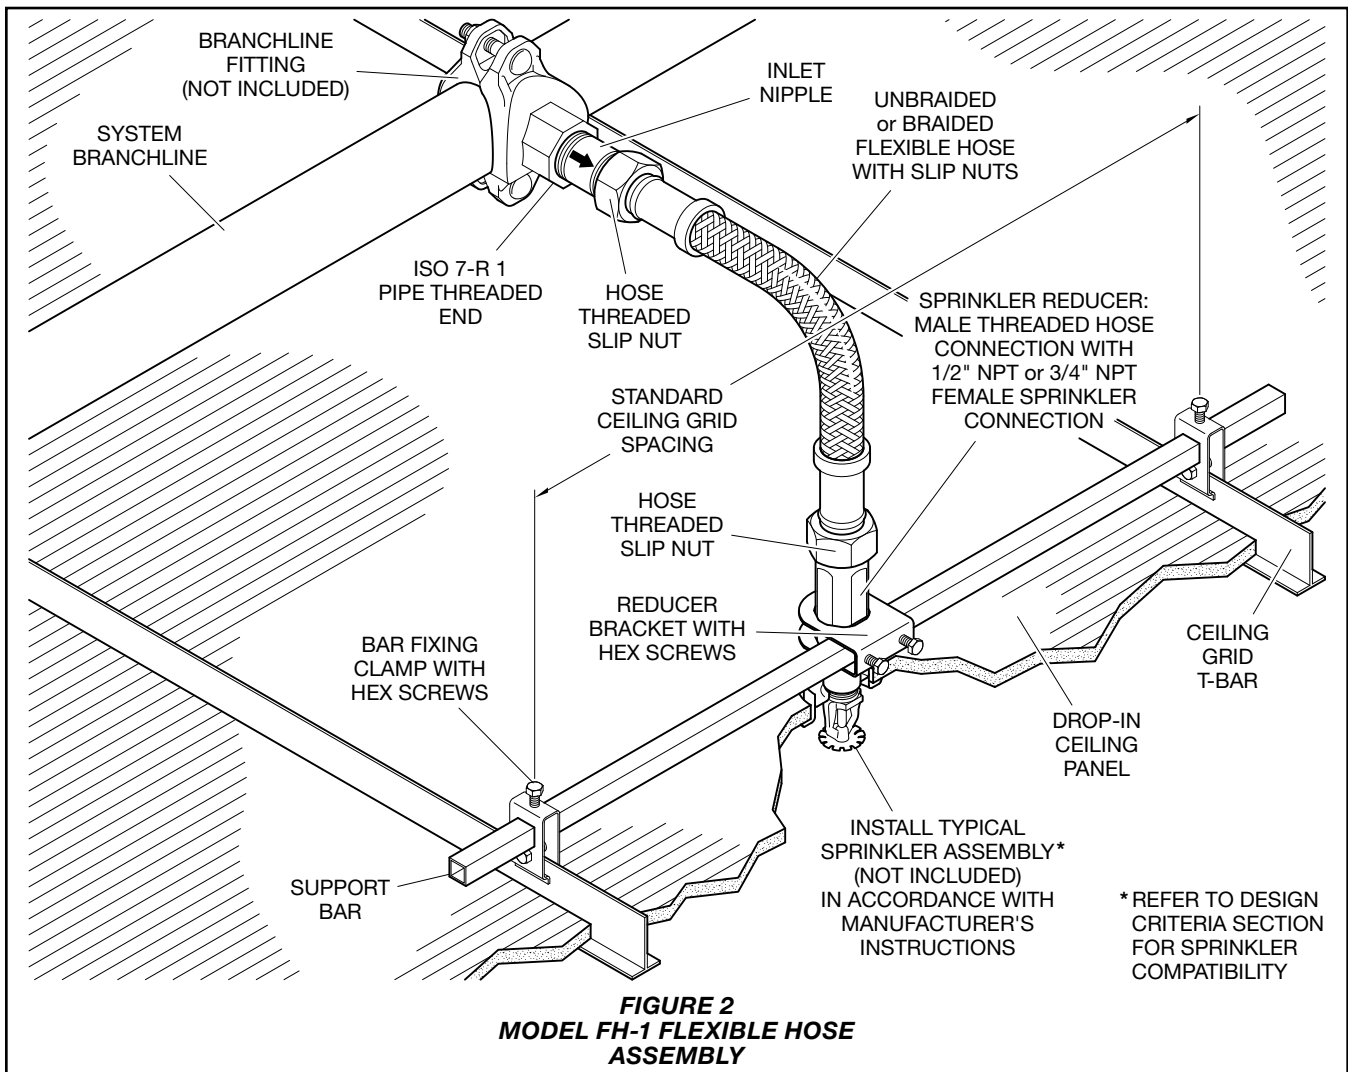 BRANCHLINE
FITTING
(NOT INCLUDED)
SYSTEM
BRANCHLINE
INLET
NIPPLE
UNBRAIDED
or BRAIDED
FLEXIBLE HOSE
WITH SLIP NUTS
ISO 7-R 1
PIPE THREADED
END
HOSE
THREADED
SLIP NUT
SPRINKLER REDUCER:
MALE THREADED HOSE
CONNECTION WITH
1/2" NPT or 3/4" NPT
FEMALE SPRINKLER
CONNECTION
STANDARD
CEILING GRID
SPACING
HOSE
THREADED
SLIP NUT
REDUCER
BRACKET WITH
HEX SCREWS
BAR FIXING
CLAMP WITH
HEX SCREWS
CEILING
GRID
T-BAR
DROP-IN
CEILING
PANEL
SUPPORT
BAR
INSTALL TYPICAL
SPRINKLER ASSEMBLY*
(NOT INCLUDED)
IN ACCORDANCE WITH
MANUFACTURER'S
INSTRUCTIONS
* REFER TO DESIGN
CRITERIA SECTION
FOR SPRINKLER
COMPATIBILITY
FIGURE 2
MODEL FH-1 FLEXIBLE HOSE
ASSEMBLY